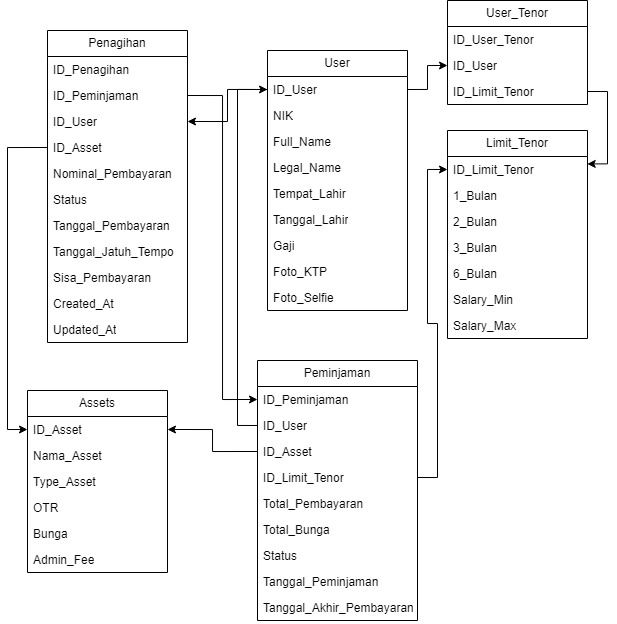 Penagihan
ID_Penagihan
ID_Peminjaman
ID_User
ID_Asset
Nominal_Pembayaran
Status
Tanggal_Pembayaran
Tanggal_Jatuh_Tempo
Sisa_Pembayaran
Created_At
Updated_At
User
ID_User
NIK
Full_Name
Legal_Name
Tempat_Lahir
Tanggal_Lahir
Gaji
Foto_KTP
Foto_Selfie
User_Tenor
ID_User_Tenor
ID_User
ID_Limit_Tenor
Limit_Tenor
ID_Limit_Tenor
1_Bulan
2_Bulan
3_Bulan
6_Bulan
Salary_Min
Salary_Max
Assets
ID_Asset
Nama_Asset
Type_Asset
OTR
Bunga
Admin_Fee
Peminjaman
ID_Peminjaman
ID_User
ID_Asset
ID_Limit_Tenor
Total_Pembayaran
Total_Bunga
Status
Tanggal_Peminjaman
Tanggal_Akhir_Pembayaran